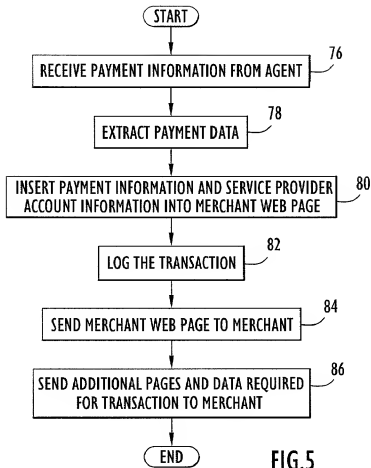 START
RECEIVE PAYMENT INFORMATION FROM AGENT
76
EXTRACT PAYMENT DATA
78
INSERT PAYMENT INFORMATION AND SERVICE PROVIDER
ACCOUNT INFORMATION INTO MERCHANT WEB PAGE
80
LOG THE TRANSACTION
82
SEND MERCHANT WEB PAGE TO MERCHANT
84
SEND ADDITIONAL PAGES AND DATA REQUIRED
FOR TRANSACTION TO MERCHANT
86
END
FIG.5